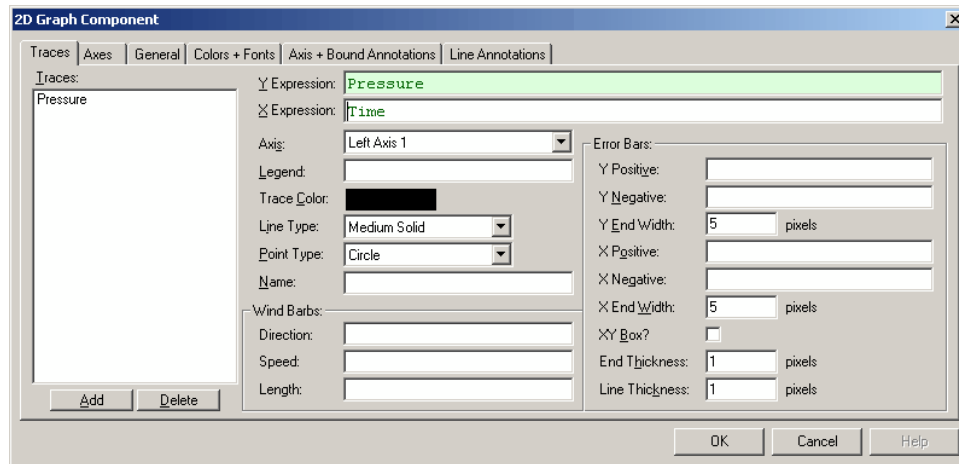 2D Graph Component
Traces Axes General Colors + Fonts Axis + Bound Annotations Line Annotations
Traces:
Pressure
Add Delete
Y Expression: Pressure
X Expression: Time
Axis: Left Axis 1
Legend:
Trace Color:
Line Type: Medium Solid
Point Type: Circle
Name:
Wind Barbs:
Direction:
Speed:
Length:
Error Bars:
Y Positive:
Y Negative:
Y End Width: 5 pixels
X Positive:
X Negative:
X End Width: 5 pixels
XY Box?
End Thickness: 1 pixels
Line Thickness: 1 pixels
OK Cancel Help